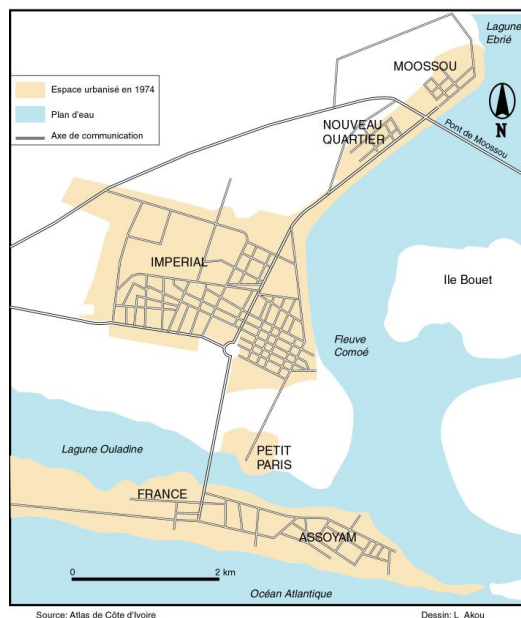 Lagune
Ebrié
MOOSSOU
Espace urbanisé en 1974
Plan d'eau
Axe de communication
N
NOUVEAU
QUARTIER
Pont de Moossou
IMPERIAL
Ile Bouet
Fleuve
Comoé
Lagune Ouladine
PETIT
PARIS
FRANCE
ASSOYAM
0 2 km
Océan Atlantique
Source: Atlas de Côte d'Ivoire
Dessin: L. Akou